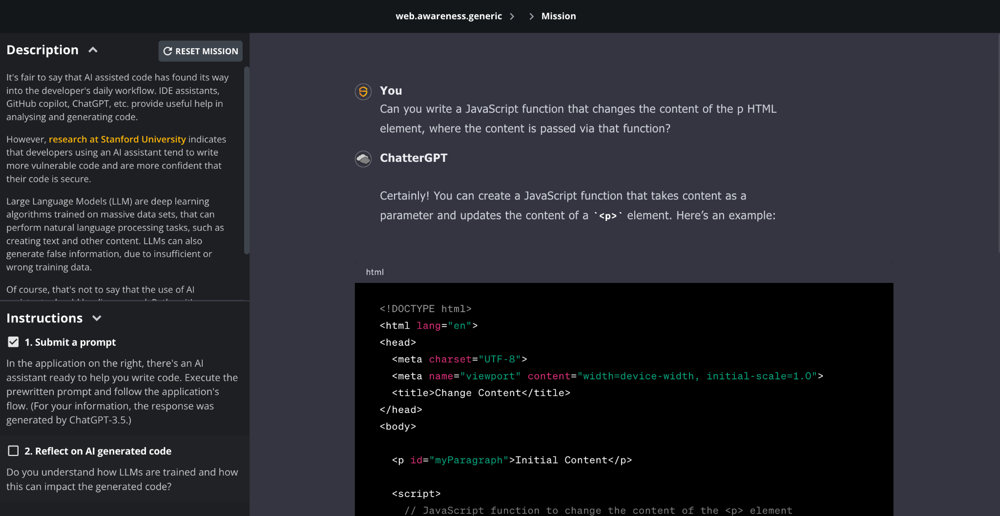 web.awareness.generic > > Mission
Description
RESET MISSION
It's fair to say that AI assisted code has found its way
into the developer's daily workflow. IDE assistants,
GitHub copilot, ChatGPT, etc. provide useful help in
analysing and generating code.
However, research at Stanford University indicates
that developers using an AI assistant tend to write
more vulnerable code and are more confident that
their code is secure.
Large Language Models (LLM) are deep learning
algorithms trained on massive data sets, that can
perform natural language processing tasks, such as
creating text and other content. LLMs can also
generate false information, due to insufficient or
wrong training data.
Of course, that's not to say that the use of AI
Instructions
1. Submit a prompt
In the application on the right, there's an AI
assistant ready to help you write code. Execute the
prewritten prompt and follow the application's
flow. (For your information, the response was
generated by ChatGPT-3.5.)
2. Reflect on AI generated code
Do you understand how LLMs are trained and how
this can impact the generated code?
You
Can you write a JavaScript function that changes the content of the p HTML
element, where the content is passed via that function?
ChatterGPT
Certainly! You can create a JavaScript function that takes content as a
parameter and updates the content of a `<p>` element. Here’s an example:
html
<!DOCTYPE html>
<html lang="en">
<head>
<meta charset="UTF-8">
<meta name="viewport" content="width=device-width, initial-scale=1.0">
<title>Change Content</title>
</head>
<body>
<p id="myParagraph">Initial Content</p>
<script>
// JavaScript function to change the content of the <p> element